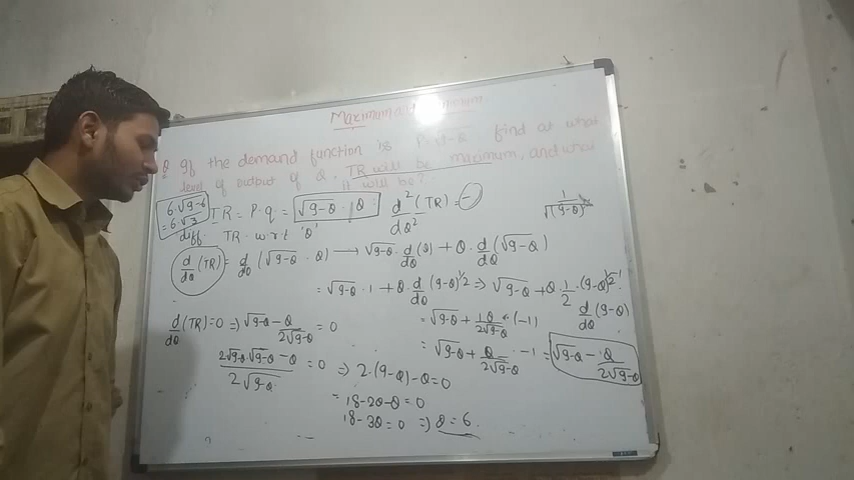 Maximum
Q. If the demand function is P=√9-Q find at what
level of output of Q, TR will be maximum, and what
it will be?
6·√9-6
= 6·√3
TR = P·q = √9-Q · Q
d²/dQ² (TR) = -
1/√(9-Q)
diff. TR w·r·t 'Q'
d/dQ (TR) = d/dQ (√9-Q · Q) → √9-Q · d/dQ (Q) + Q · d/dQ (√9-Q)
= √9-Q · 1 + Q · d/dQ (9-Q)^1/2 => √9-Q + Q · 1/2 · (9-Q)^1/2-1 · d/dQ (9-Q)
= √9-Q + 1Q/2√9-Q · (-1)
= √9-Q + Q/2√9-Q · -1 = √9-Q - Q/2√9-Q
d/dQ (TR) = 0 => √9-Q - Q/2√9-Q = 0
2√9-Q · √9-Q - Q / 2√9-Q = 0 => 2·(9-Q) - Q = 0
= 18-2Q-Q = 0
18-3Q = 0 => Q = 6